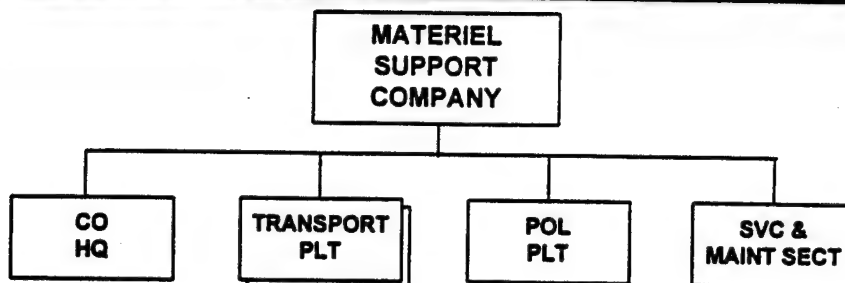 MATERIEL
SUPPORT
COMPANY
CO
HQ
TRANSPORT
PLT
POL
PLT
SVC &
MAINT SECT